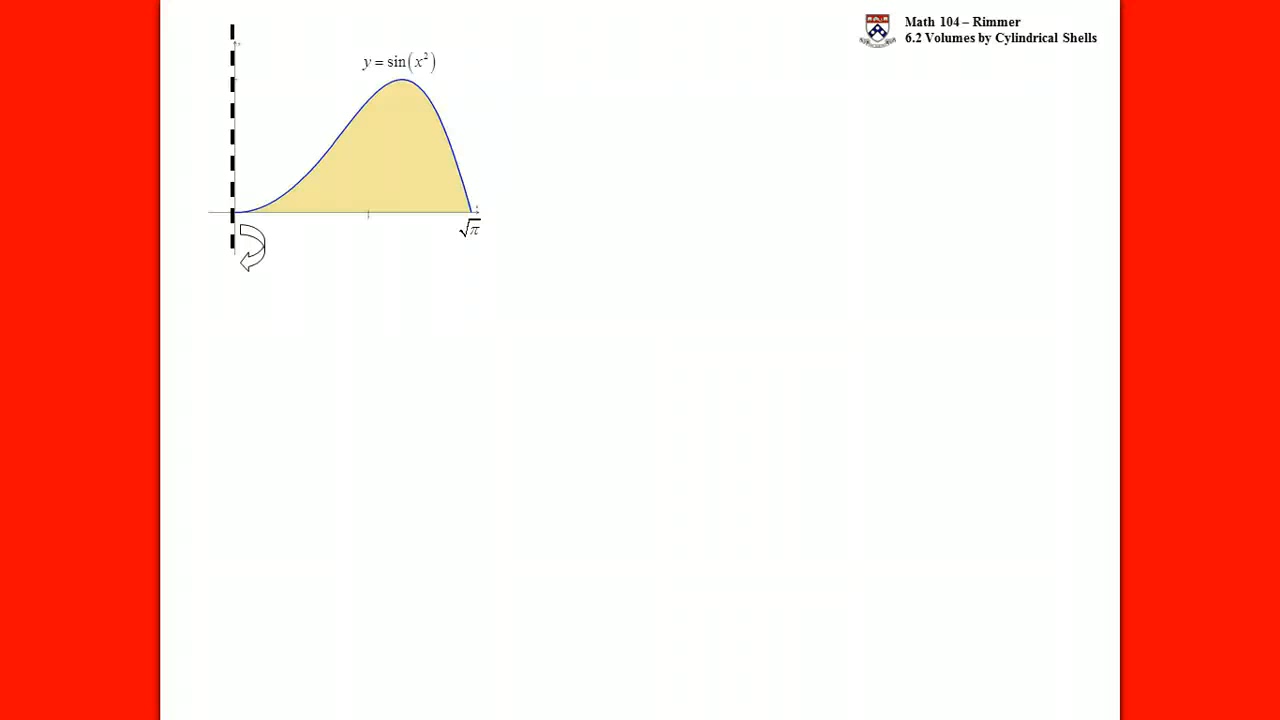 Math 104 – Rimmer
6.2 Volumes by Cylindrical Shells
y = sin(x²)
√π